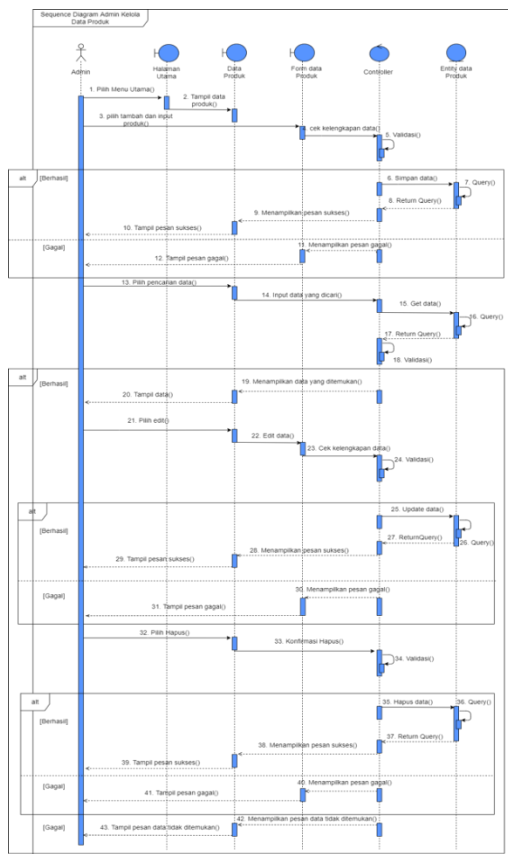 Sequence Diagram Admin Kelola
Data Produk
Admin
Halaman
Utama
Data
Produk
Form data
Produk
Controller
Entity data
Produk
1. Pilih Menu Utama()
2. Tampil data
produk()
3. pilih tambah dan input
produk()
4. cek kelengkapan data()
5. Validasi()
alt
[Berhasil]
6. Simpan data()
7. Query()
8. Return Query()
9. Menampilkan pesan sukses()
10. Tampil pesan sukses()
[Gagal]
11. Menampilkan pesan gagal()
12. Tampil pesan gagal()
13. Pilih pencarian data()
14. Input data yang dicari()
15. Get data()
16. Query()
17. Return Query()
18. Validasi()
alt
[Berhasil]
19. Menampilkan data yang ditemukan()
20. Tampil data()
21. Pilih edit()
22. Edit data()
23. Cek kelengkapan data()
24. Validasi()
alt
[Berhasil]
25. Update data()
26. Query()
27. ReturnQuery()
28. Menampilkan pesan sukses()
29. Tampil pesan sukses()
[Gagal]
30. Menampilkan pesan gagal()
31. Tampil pesan gagal()
32. Pilih Hapus()
33. Konfirmasi Hapus()
34. Validasi()
alt
[Berhasil]
35. Hapus data()
36. Query()
37. Return Query()
38. Menampilkan pesan sukses()
39. Tampil pesan sukses()
[Gagal]
40. Menampilkan pesan gagal()
41. Tampil pesan gagal()
[Gagal]
42. Menampilkan pesan data tidak ditemukan()
43. Tampil pesan data tidak ditemukan()